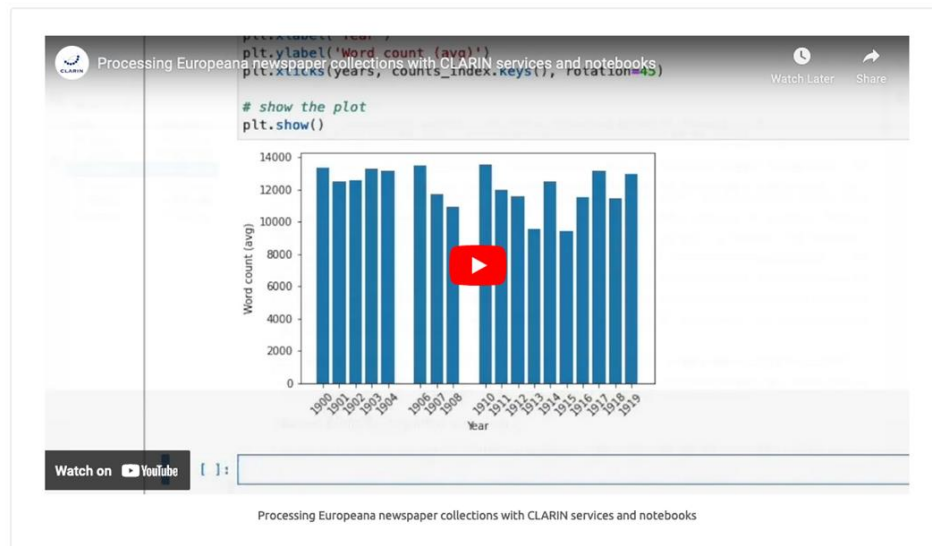 plt.xlabel('Year')
CLARIN
Processing Europeana newspaper collections with CLARIN services and notebooks
plt.ylabel('Word count (avg)')
plt.xticks(years, counts_index.keys(), rotation=45)
Watch Later
Share
# show the plot
plt.show()
14000
12000
10000
8000
6000
4000
2000
0
Word count (avg)
1900 1901 1902 1903 1904 1906 1907 1908 1910 1911 1912 1913 1914 1915 1916 1917 1918 1919
Year
Watch on YouTube
[ ]:
Processing Europeana newspaper collections with CLARIN services and notebooks